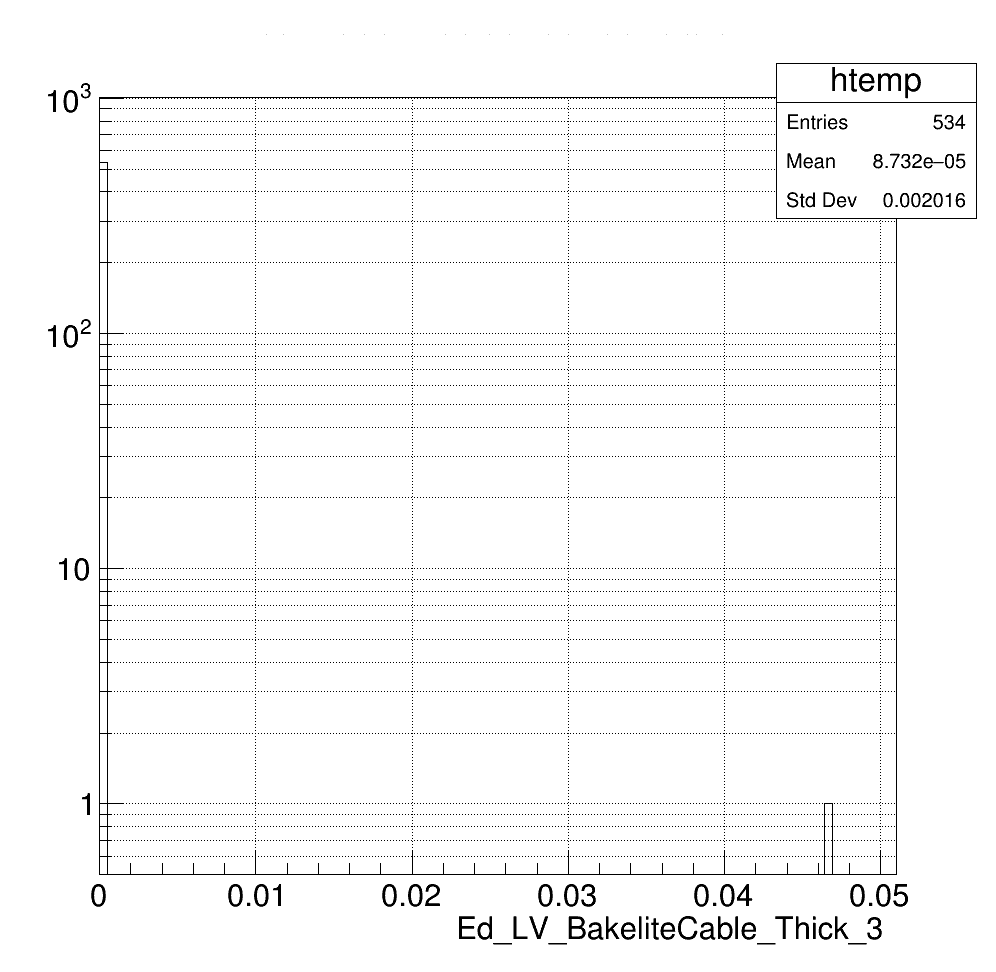 htemp
Entries 534
Mean 8.732e−05
Std Dev 0.002016
10³
10²
10
1
0 0.01 0.02 0.03 0.04 0.05
Ed_LV_BakeliteCable_Thick_3